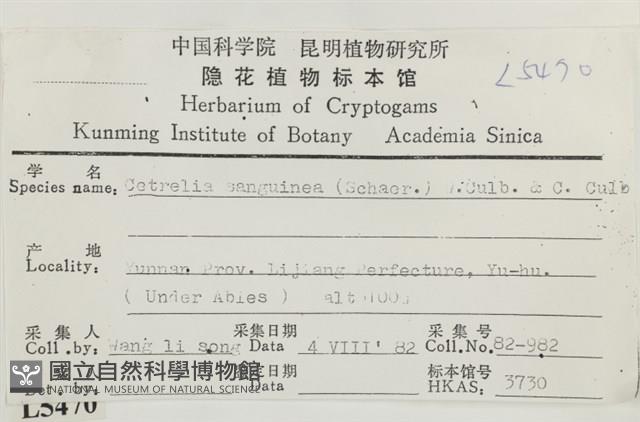 中国科学院 昆明植物研究所
隐花植物标本馆
L5490
Herbarium of Cryptogams
Kunming Institute of Botany Academia Sinica
学 名
Species name: Cetrelia sanguinea (Schaer.) W.Culb. & C. Culb
产 地
Locality: Yunnan Prov. Lijiang Perfecture, Yu-hu.
( Under Abies ) alt
采集人 采集日期 采集号
Coll.by: Wang li song Data 4 VIII' 82 Coll.No. 82-982
人 定日期 标本馆号
Det by: Data HKAS: 3730
國立自然科學博物館
NATIONAL MUSEUM OF NATURAL SCIENCE
L5470